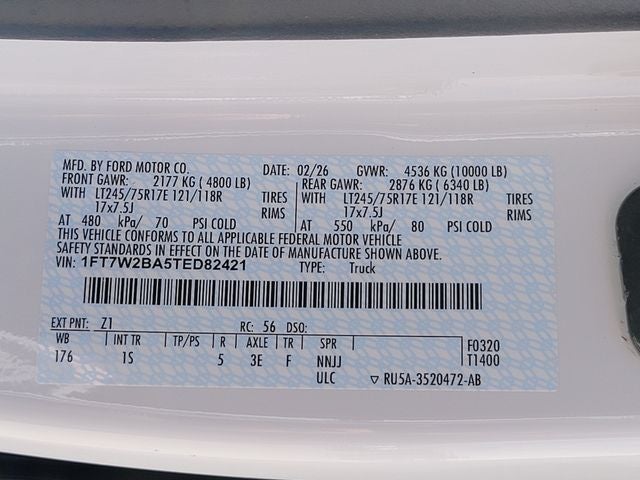 MFD. BY FORD MOTOR CO. DATE: 02/26 GVWR: 4536 KG (10000 LB)
FRONT GAWR: 2177 KG ( 4800 LB) REAR GAWR: 2876 KG ( 6340 LB)
WITH LT245/75R17E 121/118R TIRES WITH LT245/75R17E 121/118R TIRES
17x7.5J RIMS 17x7.5J RIMS
AT 480 kPa/ 70 PSI COLD AT 550 kPa/ 80 PSI COLD
THIS VEHICLE CONFORMS TO ALL APPLICABLE FEDERAL MOTOR VEHICLE
SAFETY STANDARDS IN EFFECT ON THE DATE OF MANUFACTURE SHOWN ABOVE.
VIN: 1FT7W2BA5TED82421 TYPE: Truck
EXT PNT: Z1 RC: 56 DSO:
WB INT TR TP/PS R AXLE TR SPR F0320
176 1S 5 3E F NNJJ T1400
ULC ▽ RU5A-3520472-AB